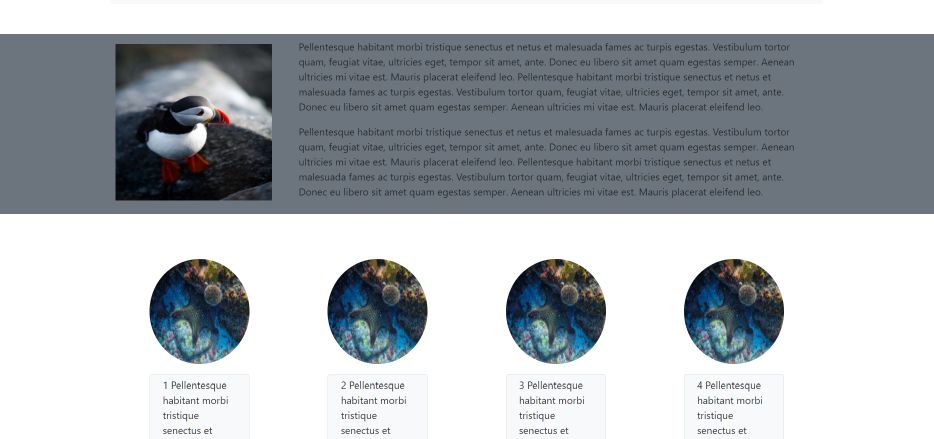 Pellentesque habitant morbi tristique senectus et netus et malesuada fames ac turpis egestas. Vestibulum tortor
quam, feugiat vitae, ultricies eget, tempor sit amet, ante. Donec eu libero sit amet quam egestas semper. Aenean
ultricies mi vitae est. Mauris placerat eleifend leo. Pellentesque habitant morbi tristique senectus et netus et
malesuada fames ac turpis egestas. Vestibulum tortor quam, feugiat vitae, ultricies eget, tempor sit amet, ante.
Donec eu libero sit amet quam egestas semper. Aenean ultricies mi vitae est. Mauris placerat eleifend leo.
Pellentesque habitant morbi tristique senectus et netus et malesuada fames ac turpis egestas. Vestibulum tortor
quam, feugiat vitae, ultricies eget, tempor sit amet, ante. Donec eu libero sit amet quam egestas semper. Aenean
ultricies mi vitae est. Mauris placerat eleifend leo. Pellentesque habitant morbi tristique senectus et netus et
malesuada fames ac turpis egestas. Vestibulum tortor quam, feugiat vitae, ultricies eget, tempor sit amet, ante.
Donec eu libero sit amet quam egestas semper. Aenean ultricies mi vitae est. Mauris placerat eleifend leo.
1 Pellentesque
habitant morbi
tristique
senectus et
2 Pellentesque
habitant morbi
tristique
senectus et
3 Pellentesque
habitant morbi
tristique
senectus et
4 Pellentesque
habitant morbi
tristique
senectus et